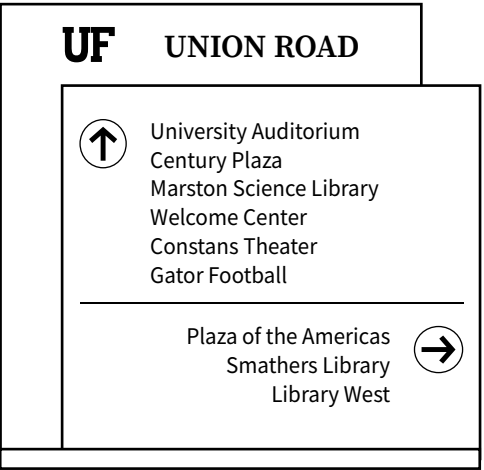 UF UNION ROAD
University Auditorium
Century Plaza
Marston Science Library
Welcome Center
Constans Theater
Gator Football
Plaza of the Americas
Smathers Library
Library West